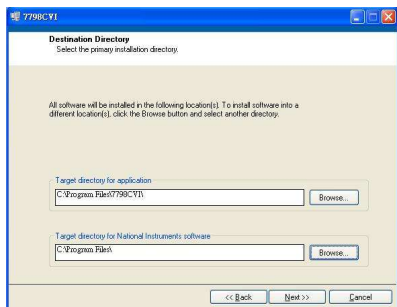 7798CVI
Destination Directory
Select the primary installation directory.
All software will be installed in the following location(s). To install software into a
different location(s), click the Browse button and select another directory.
Target directory for application
C:\Program Files\7798CVI\
Browse...
Target directory for National Instruments software
C:\Program Files\
Browse...
<< Back
Next >>
Cancel